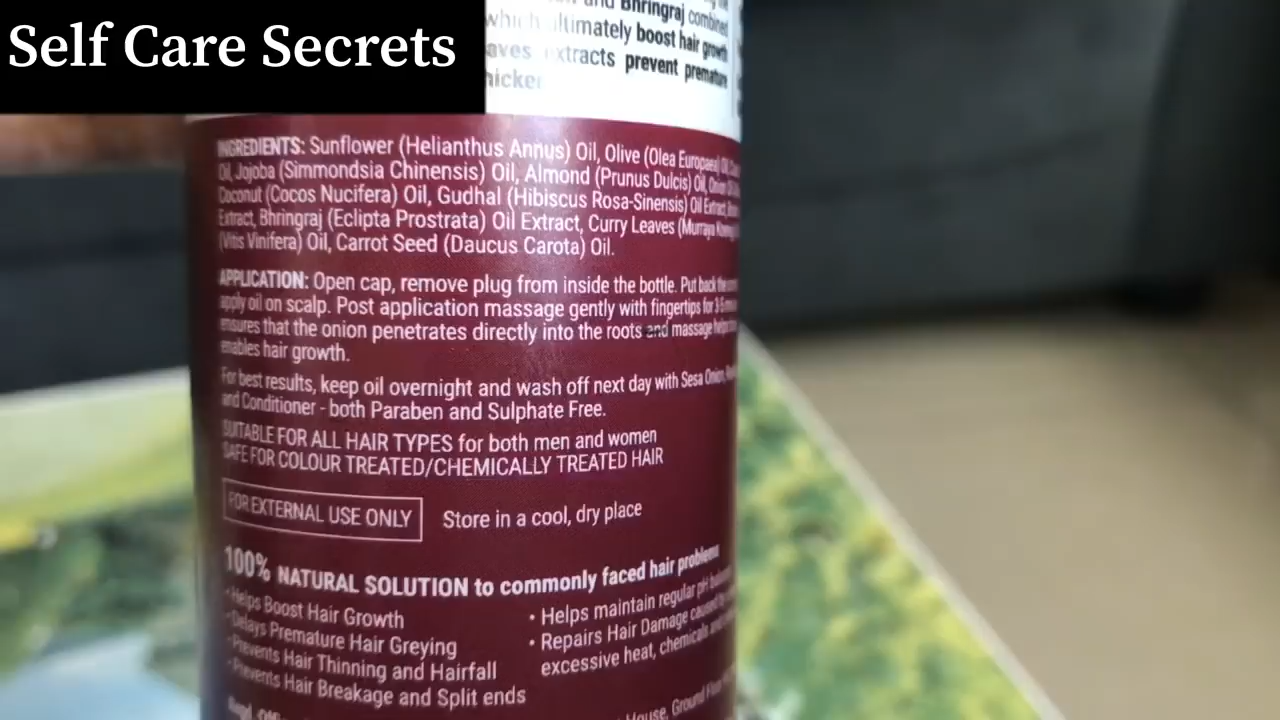 Self Care Secrets
and Bhringraj combined
which ultimately boost hair growth
extracts prevent premature
INGREDIENTS: Sunflower (Helianthus Annus) Oil, Olive (Olea Europaea)
Oil, Jojoba (Simmondsia Chinensis) Oil, Almond (Prunus Dulcis) Oil, Onion
Coconut (Cocos Nucifera) Oil, Gudhal (Hibiscus Rosa-Sinensis) Oil Extract,
Extract, Bhringraj (Eclipta Prostrata) Oil Extract, Curry Leaves (Murraya
(Vitis Vinifera) Oil, Carrot Seed (Daucus Carota) Oil.
APPLICATION: Open cap, remove plug from inside the bottle. Put back the
apply oil on scalp. Post application massage gently with fingertips for
ensures that the onion penetrates directly into the roots and massage
enables hair growth.
For best results, keep oil overnight and wash off next day with Sesa Onion,
and Conditioner - both Paraben and Sulphate Free.
SUITABLE FOR ALL HAIR TYPES for both men and women
SAFE FOR COLOUR TREATED/CHEMICALLY TREATED HAIR
FOR EXTERNAL USE ONLY Store in a cool, dry place
100% NATURAL SOLUTION to commonly faced hair problems
• Helps Boost Hair Growth
• Delays Premature Hair Greying
• Prevents Hair Thinning and Hairfall
• Prevents Hair Breakage and Split ends
• Helps maintain regular pH
• Repairs Hair Damage caused
excessive heat, chemicals and
House, Ground Floor